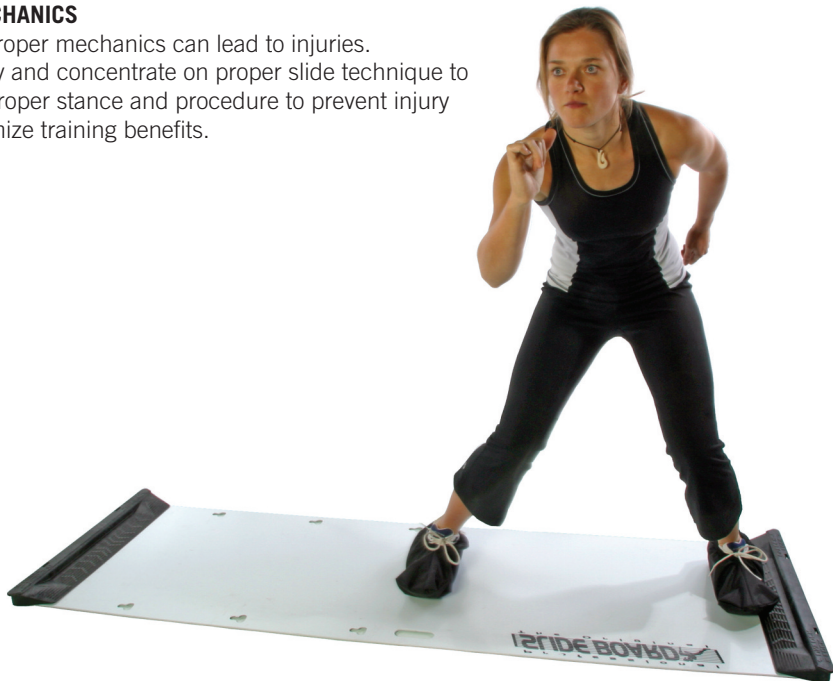 CHANICS
roper mechanics can lead to injuries.
y and concentrate on proper slide technique to
roper stance and procedure to prevent injury
nize training benefits.
SLIDE BOARD